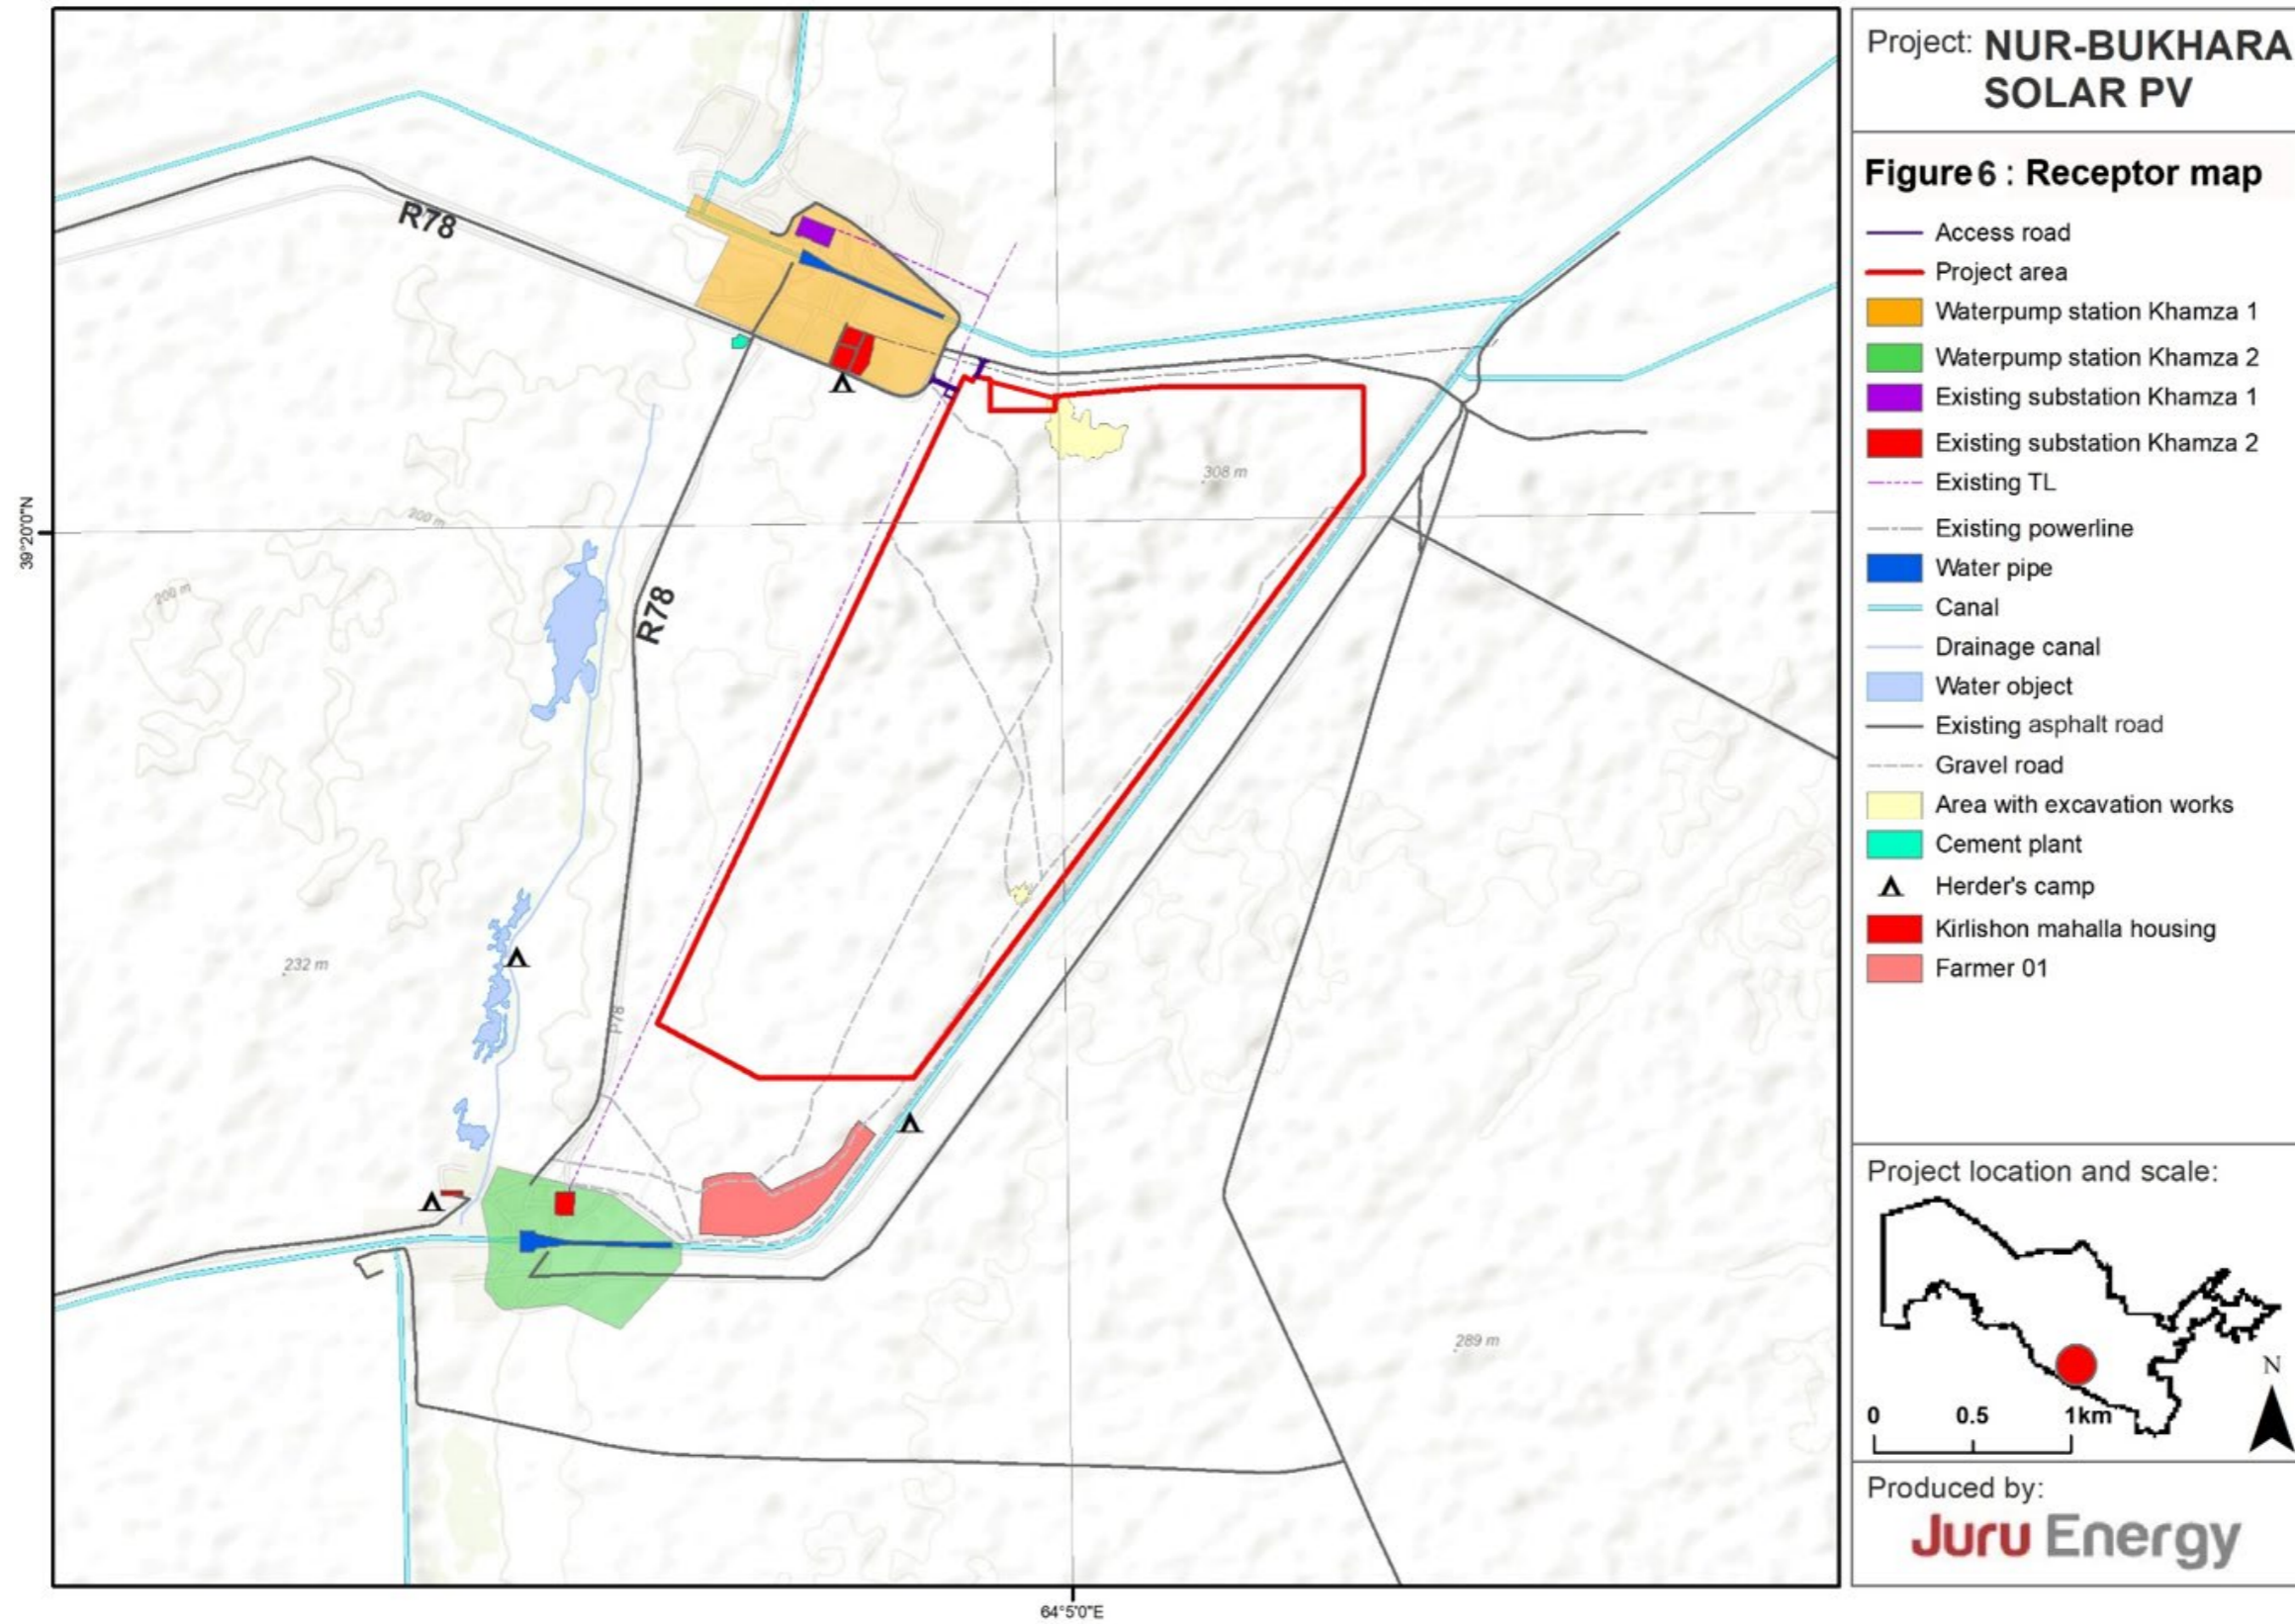 R78
39°20'0"N
200 m
200 m
308 m
R78
232 m
P78
289 m
64°5'0"E
Project: NUR-BUKHARA
SOLAR PV
Figure 6 : Receptor map
Access road
Project area
Waterpump station Khamza 1
Waterpump station Khamza 2
Existing substation Khamza 1
Existing substation Khamza 2
Existing TL
Existing powerline
Water pipe
Canal
Drainage canal
Water object
Existing asphalt road
Gravel road
Area with excavation works
Cement plant
Herder's camp
Kirlishon mahalla housing
Farmer 01
Project location and scale:
N
0 0.5 1km
Produced by:
Juru Energy